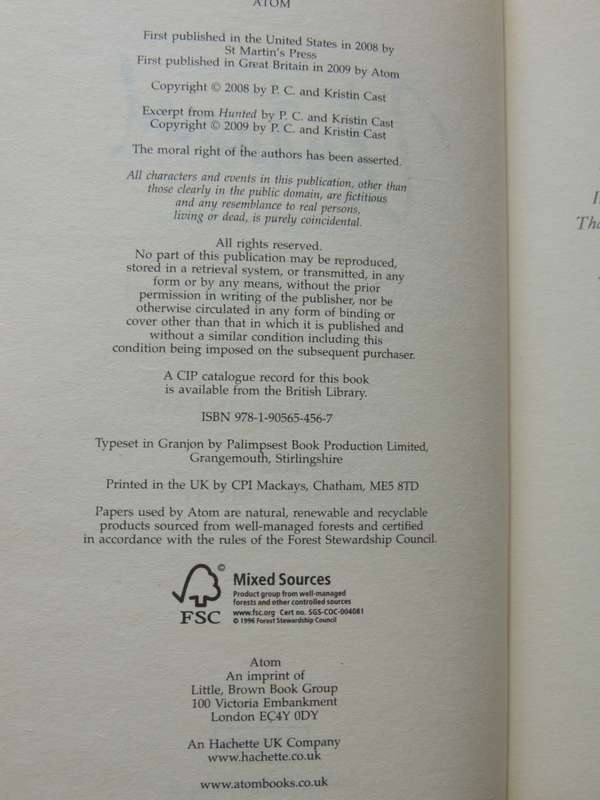 ATOM
First published in the United States in 2008 by
St Martin's Press
First published in Great Britain in 2009 by Atom
Copyright © 2008 by P. C. and Kristin Cast
Excerpt from Hunted by P. C. and Kristin Cast
Copyright © 2009 by P. C. and Kristin Cast
The moral right of the authors has been asserted.
All characters and events in this publication, other than
those clearly in the public domain, are fictitious
and any resemblance to real persons,
living or dead, is purely coincidental.
All rights reserved.
No part of this publication may be reproduced,
stored in a retrieval system, or transmitted, in any
form or by any means, without the prior
permission in writing of the publisher, nor be
otherwise circulated in any form of binding or
cover other than that in which it is published and
without a similar condition including this
condition being imposed on the subsequent purchaser.
A CIP catalogue record for this book
is available from the British Library.
ISBN 978-1-90565-456-7
Typeset in Granjon by Palimpsest Book Production Limited,
Grangemouth, Stirlingshire
Printed in the UK by CPI Mackays, Chatham, ME5 8TD
Papers used by Atom are natural, renewable and recyclable
products sourced from well-managed forests and certified
in accordance with the rules of the Forest Stewardship Council.
©
FSC
Mixed Sources
Product group from well-managed
forests and other controlled sources
www.fsc.org Cert no. SGS-COC-004081
© 1996 Forest Stewardship Council
Atom
An imprint of
Little, Brown Book Group
100 Victoria Embankment
London EC4Y 0DY
An Hachette UK Company
www.hachette.co.uk
www.atombooks.co.uk